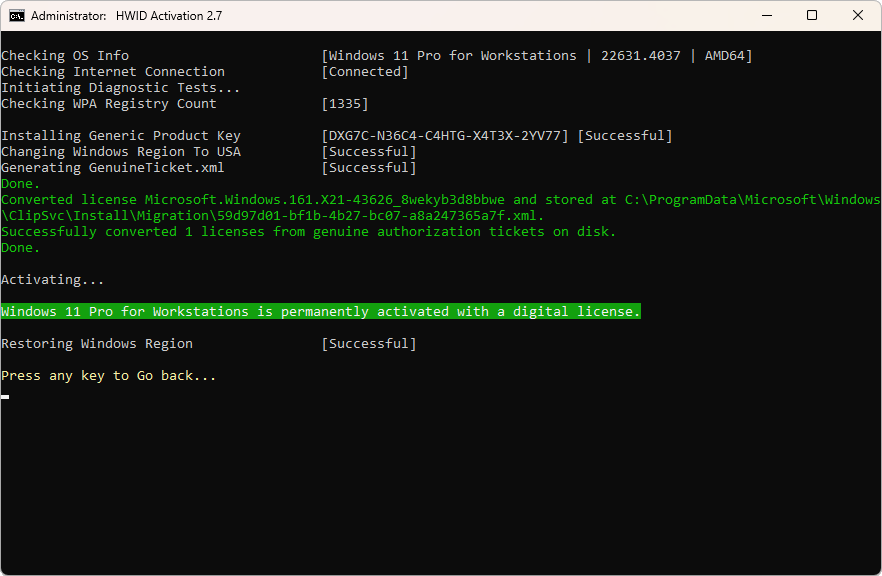 Administrator: HWID Activation 2.7
Checking OS Info [Windows 11 Pro for Workstations | 22631.4037 | AMD64]
Checking Internet Connection [Connected]
Initiating Diagnostic Tests...
Checking WPA Registry Count [1335]
Installing Generic Product Key [DXG7C-N36C4-C4HTG-X4T3X-2YV77] [Successful]
Changing Windows Region To USA [Successful]
Generating GenuineTicket.xml [Successful]
Done.
Converted license Microsoft.Windows.161.X21-43626_8wekyb3d8bbwe and stored at C:\ProgramData\Microsoft\Windows
\ClipSvc\Install\Migration\59d97d01-bf1b-4b27-bc07-a8a247365a7f.xml.
Successfully converted 1 licenses from genuine authorization tickets on disk.
Done.
Activating...
Windows 11 Pro for Workstations is permanently activated with a digital license.
Restoring Windows Region [Successful]
Press any key to Go back...